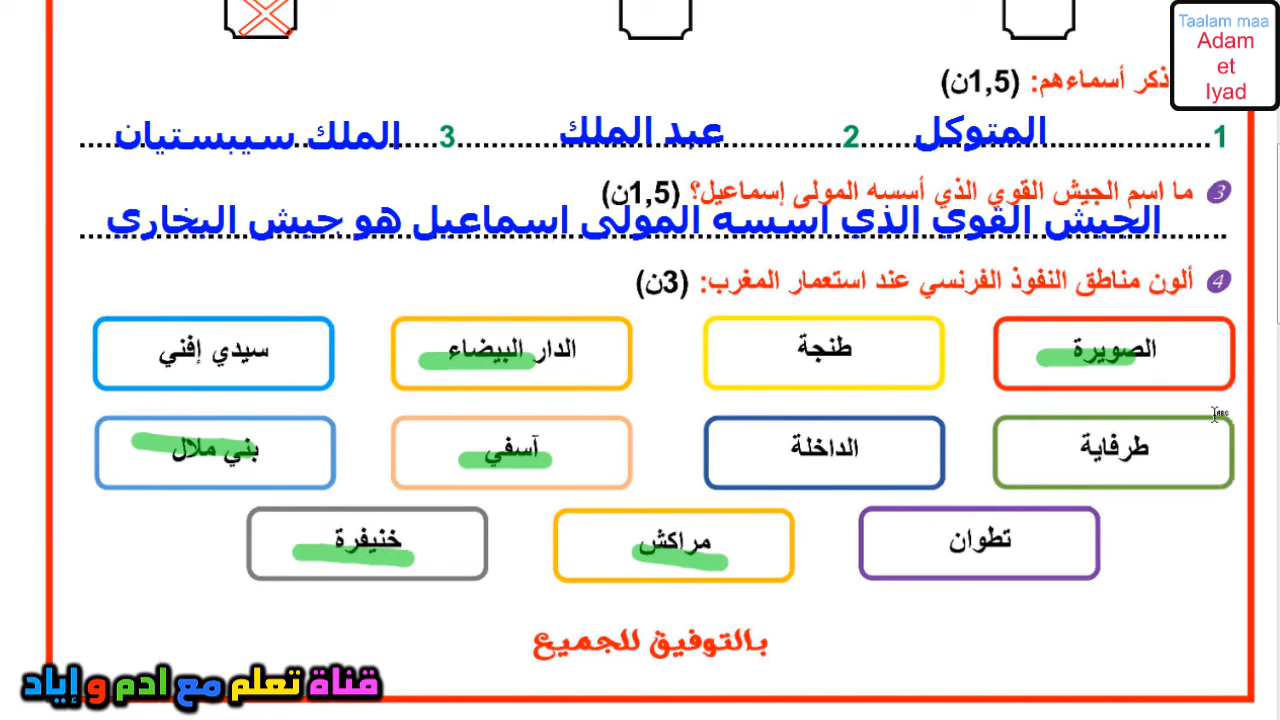 Taalam maa
Adam
et
Iyad
ذكر أسماءهم: (1,5ن)
1 المتوكل 2 عبد الملك 3 الملك سيبستيان
3 ما اسم الجيش القوي الذي أسسه المولى إسماعيل؟ (1,5ن)
الجيش القوي الذي اسسه المولى اسماعيل هو جيش البخاري
4 ألون مناطق النفوذ الفرنسي عند استعمار المغرب: (3ن)
الصويرة طنجة الدار البيضاء سيدي إفني
طرفاية الداخلة آسفي بني ملال
تطوان مراكش خنيفرة
بالتوفيق للجميع
قناة تعلم مع ادم و إياد